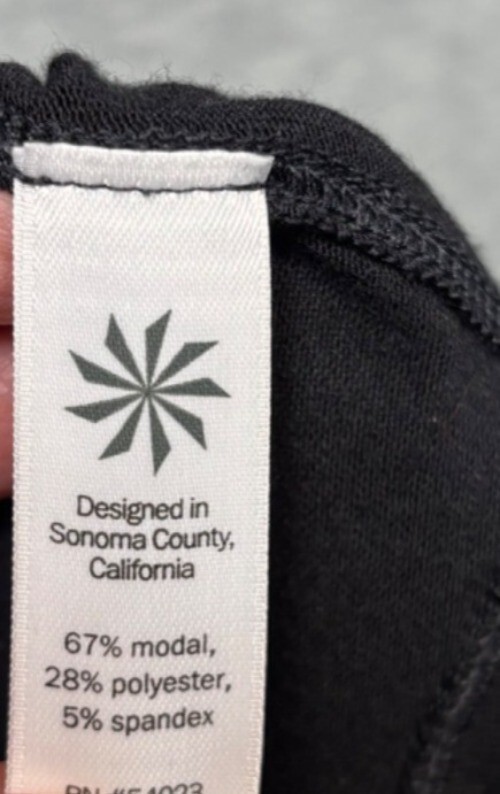 Designed in
Sonoma County,
California
67% modal,
28% polyester,
5% spandex